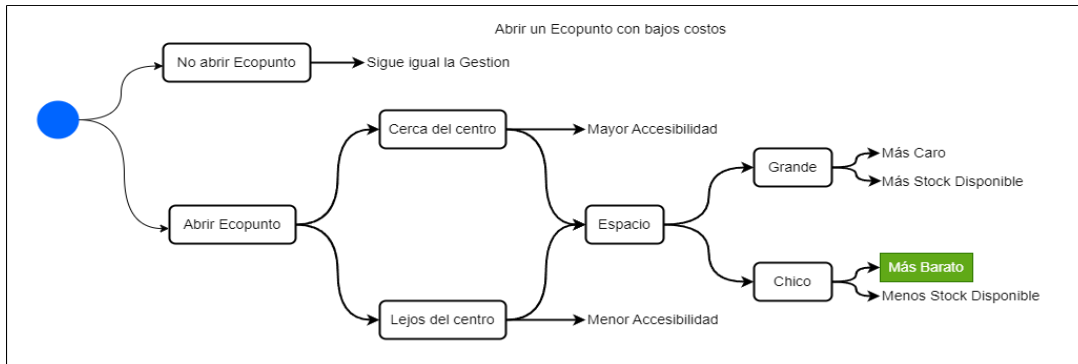 Abrir un Ecopunto con bajos costos
No abrir Ecopunto
Sigue igual la Gestion
Cerca del centro
Mayor Accesibilidad
Grande
Más Caro
Más Stock Disponible
Abrir Ecopunto
Espacio
Chico
Más Barato
Menos Stock Disponible
Lejos del centro
Menor Accesibilidad